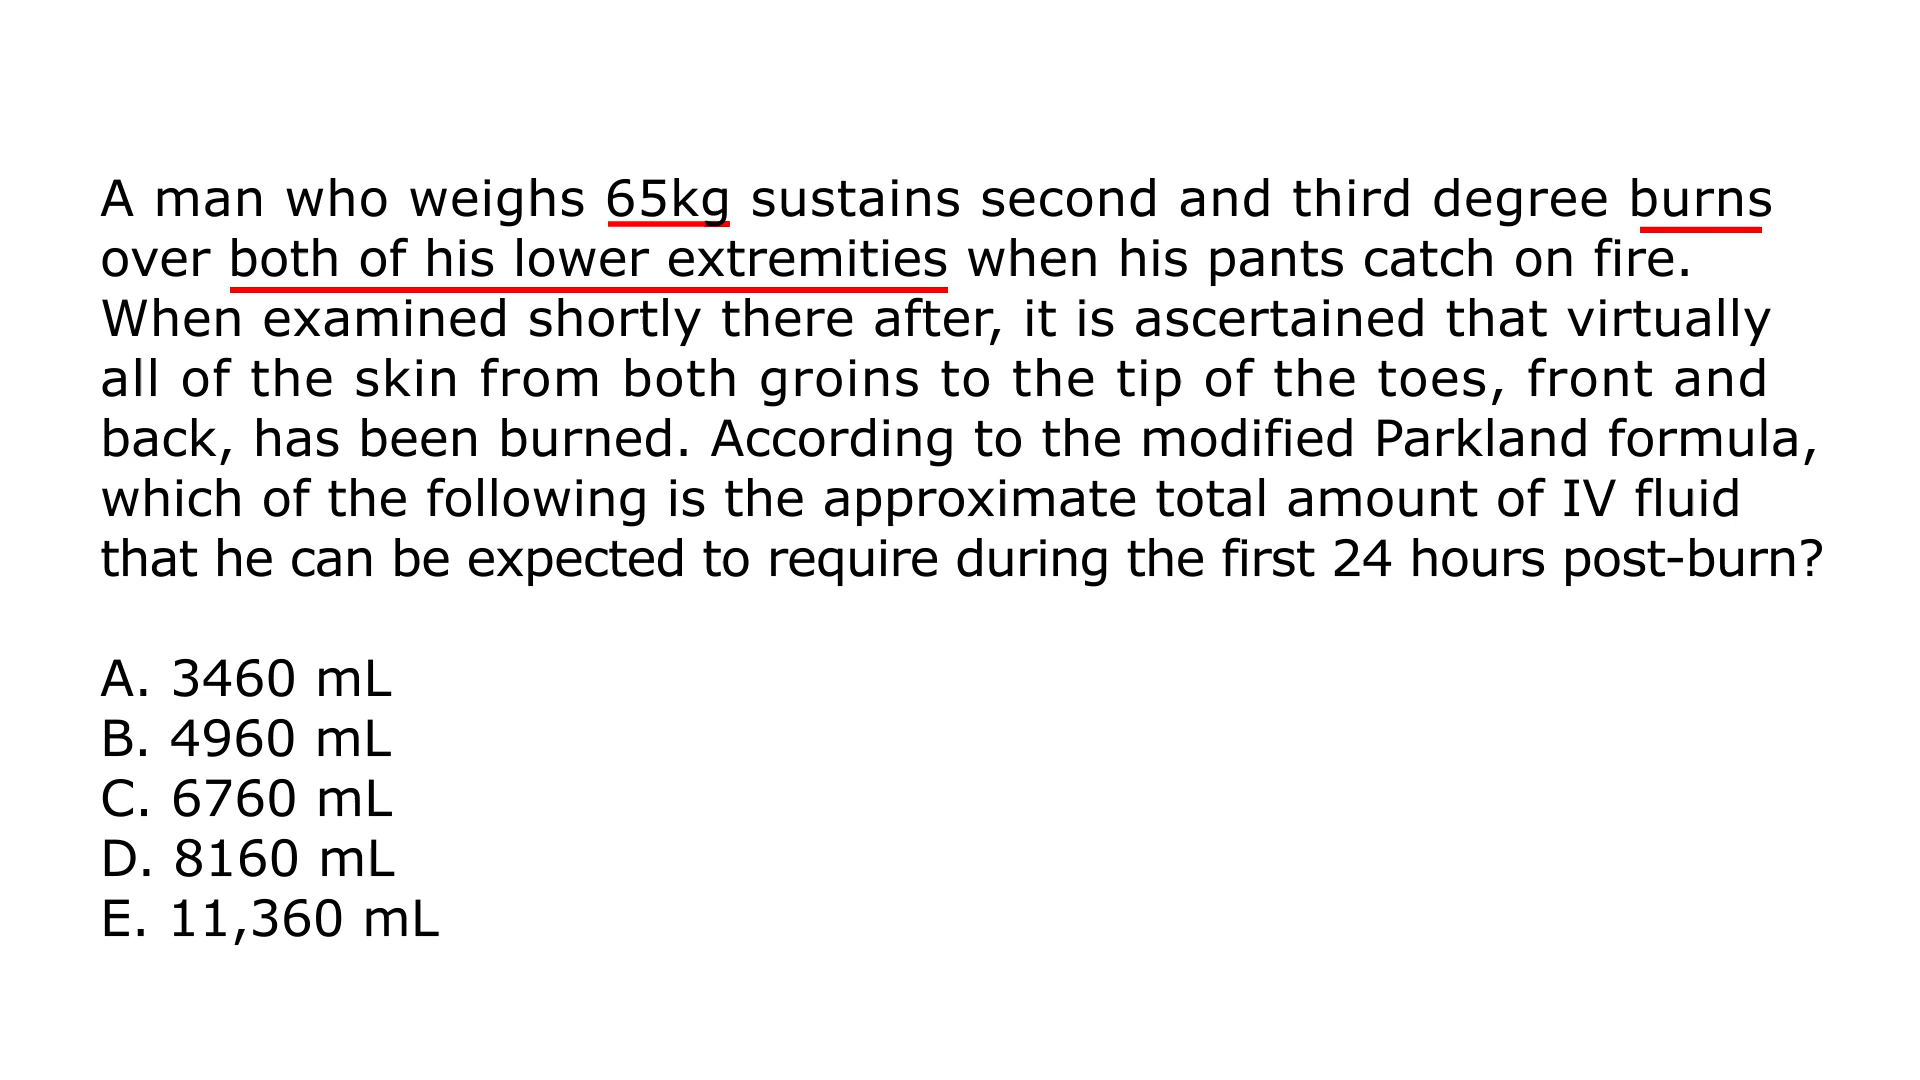 A man who weighs 65kg sustains second and third degree burns
over both of his lower extremities when his pants catch on fire.
When examined shortly there after, it is ascertained that virtually
all of the skin from both groins to the tip of the toes, front and
back, has been burned. According to the modified Parkland formula,
which of the following is the approximate total amount of IV fluid
that he can be expected to require during the first 24 hours post-burn?
A. 3460 mL
B. 4960 mL
C. 6760 mL
D. 8160 mL
E. 11,360 mL